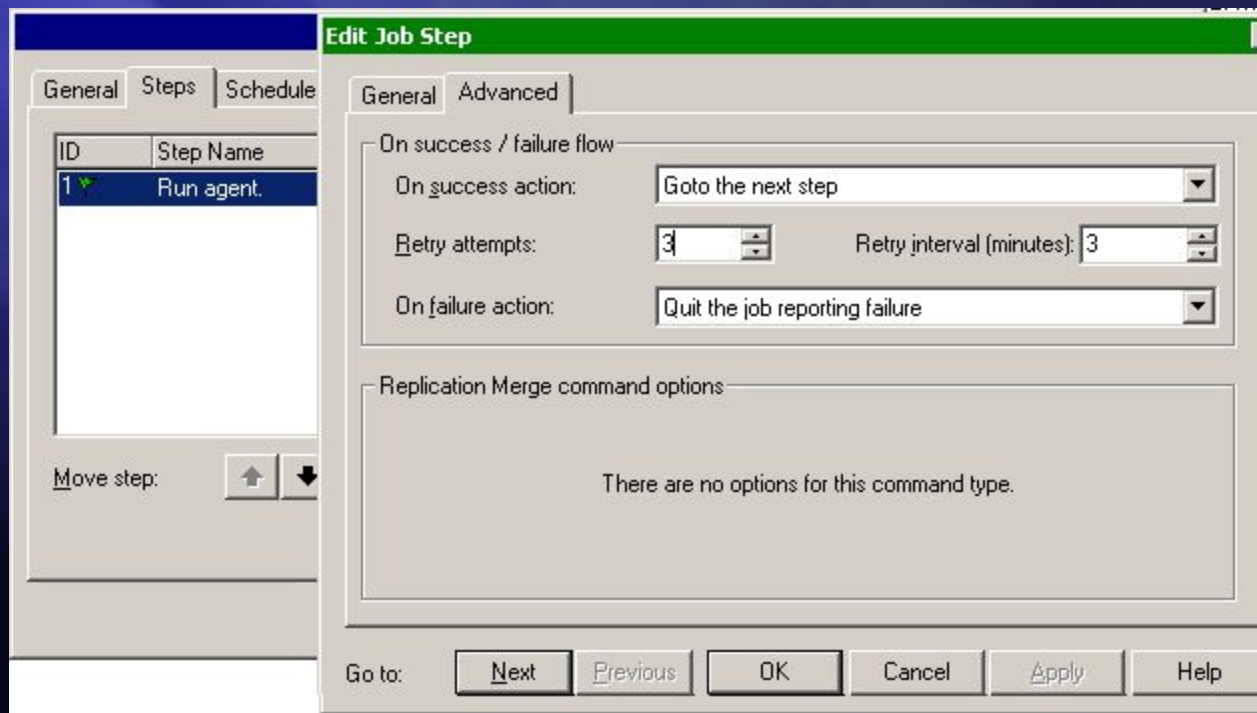 Edit Job Step
General Steps Schedule
General Advanced
ID Step Name
1 Run agent.
Move step:
On success / failure flow
On success action: Goto the next step
Retry attempts: 3 Retry interval (minutes): 3
On failure action: Quit the job reporting failure
Replication Merge command options
There are no options for this command type.
Go to: Next Previous OK Cancel Apply Help